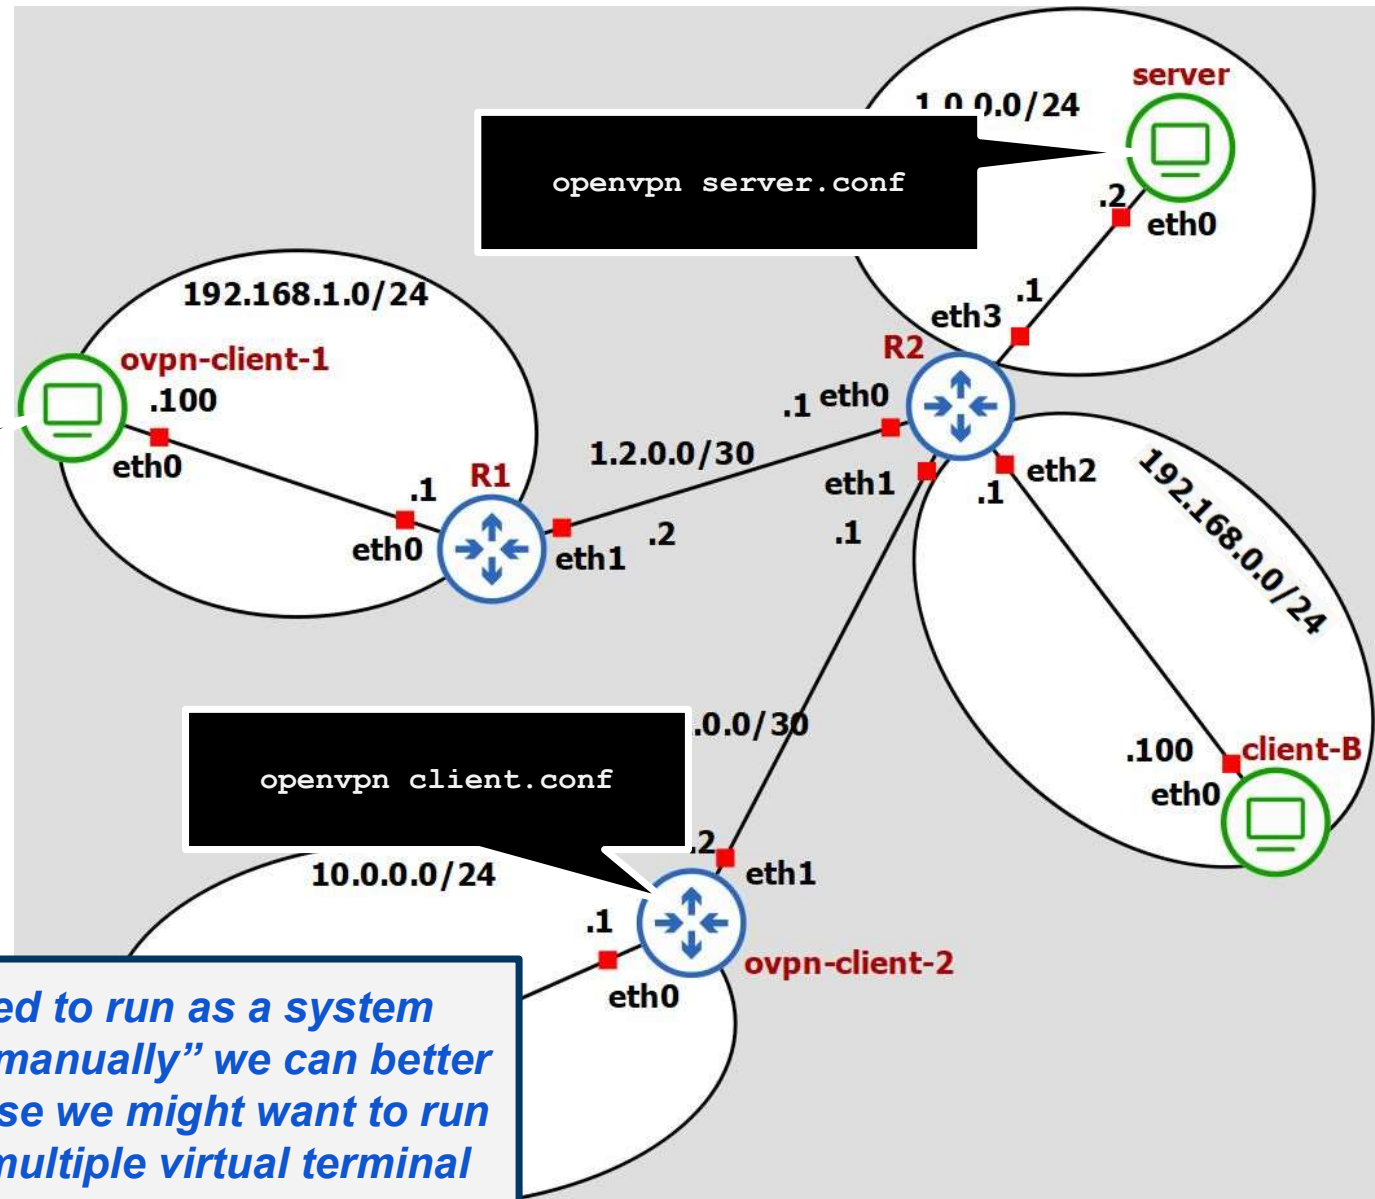 server
1.0.0.0/24
openvpn server.conf
.2
eth0
192.168.1.0/24
.1
eth3
R2
ovpn-client-1
.100
.1 eth0
eth0
1.2.0.0/30
R1
.1
eth1
.1
eth2
192.168.0.0/24
eth0
eth1
.2
.1
.0.0/30
openvpn client.conf
.100
client-B
eth0
.2
eth1
10.0.0.0/24
.1
ovpn-client-2
eth0
ed to run as a system
manually” we can better
se we might want to run
multiple virtual terminal